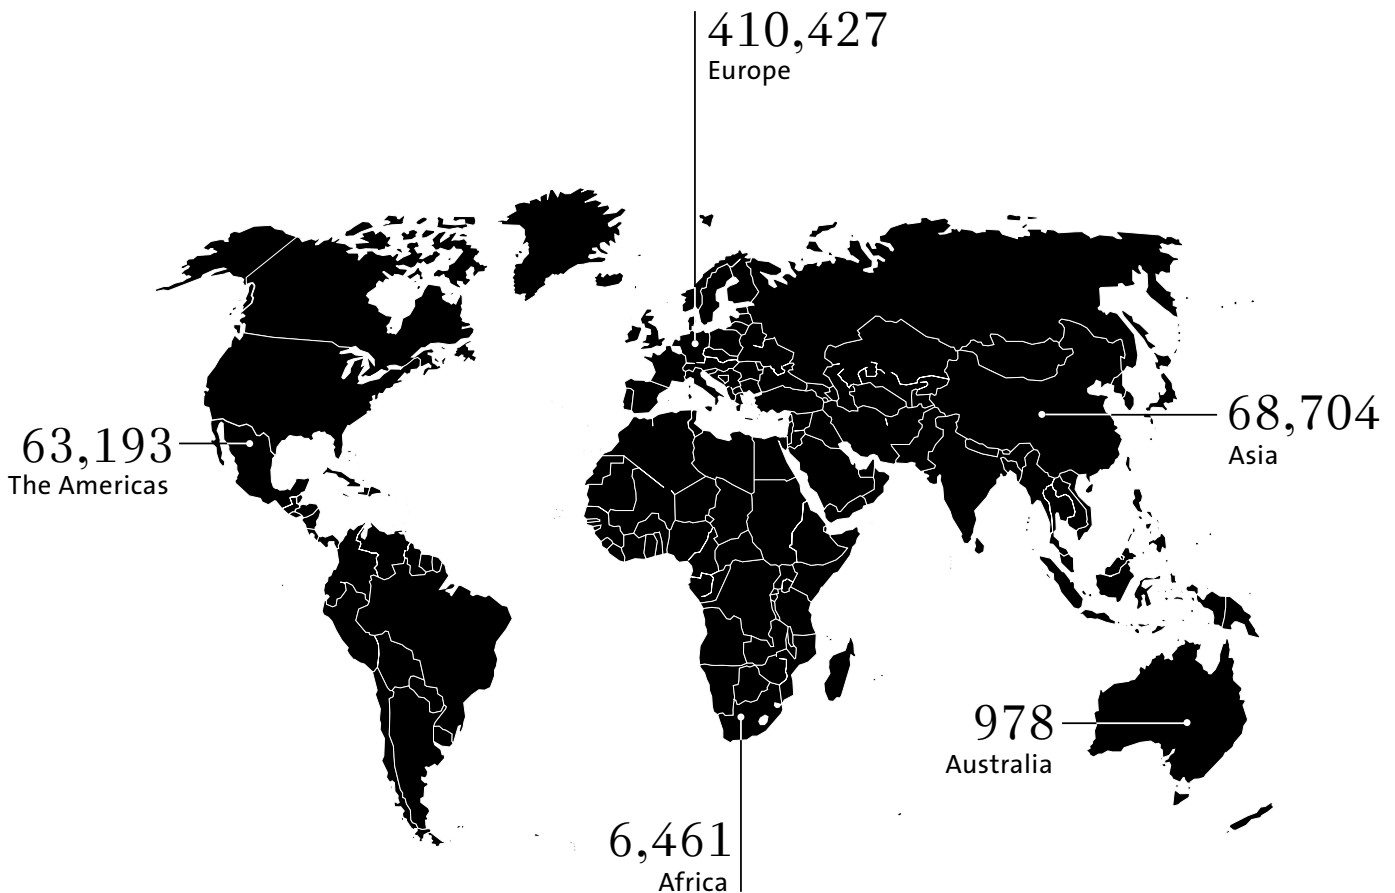 410,427
Europe
63,193
The Americas
68,704
Asia
978
Australia
6,461
Africa